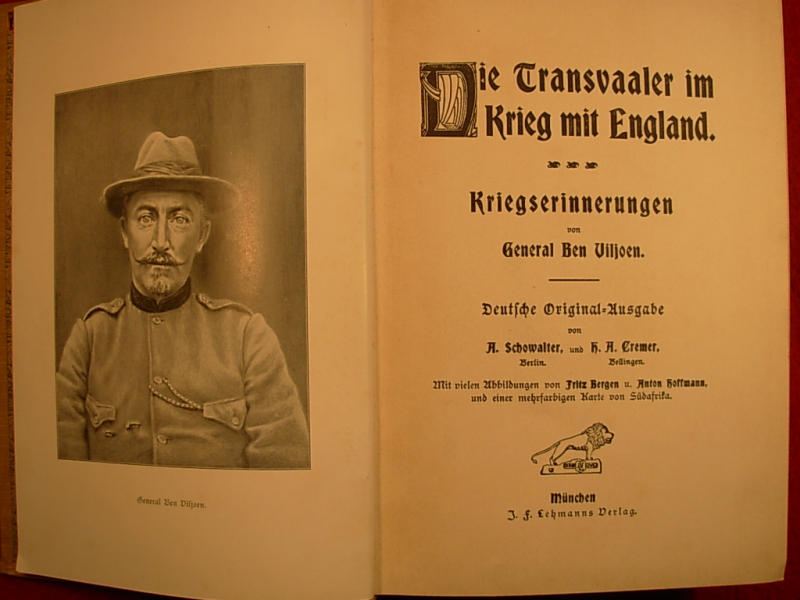 General Ben Viljoen.
Die Transvaaler im
Krieg mit England.
Kriegserinnerungen
von
General Ben Viljoen.
Deutsche Original-Ausgabe
von
A. Schowalter, und H. A. Cremer,
Berlin. Bellingen.
Mit vielen Abbildungen von Fritz Bergen u. Anton Hoffmann,
und einer mehrfarbigen Karte von Südafrika.
München
J. F. Lehmanns Verlag.